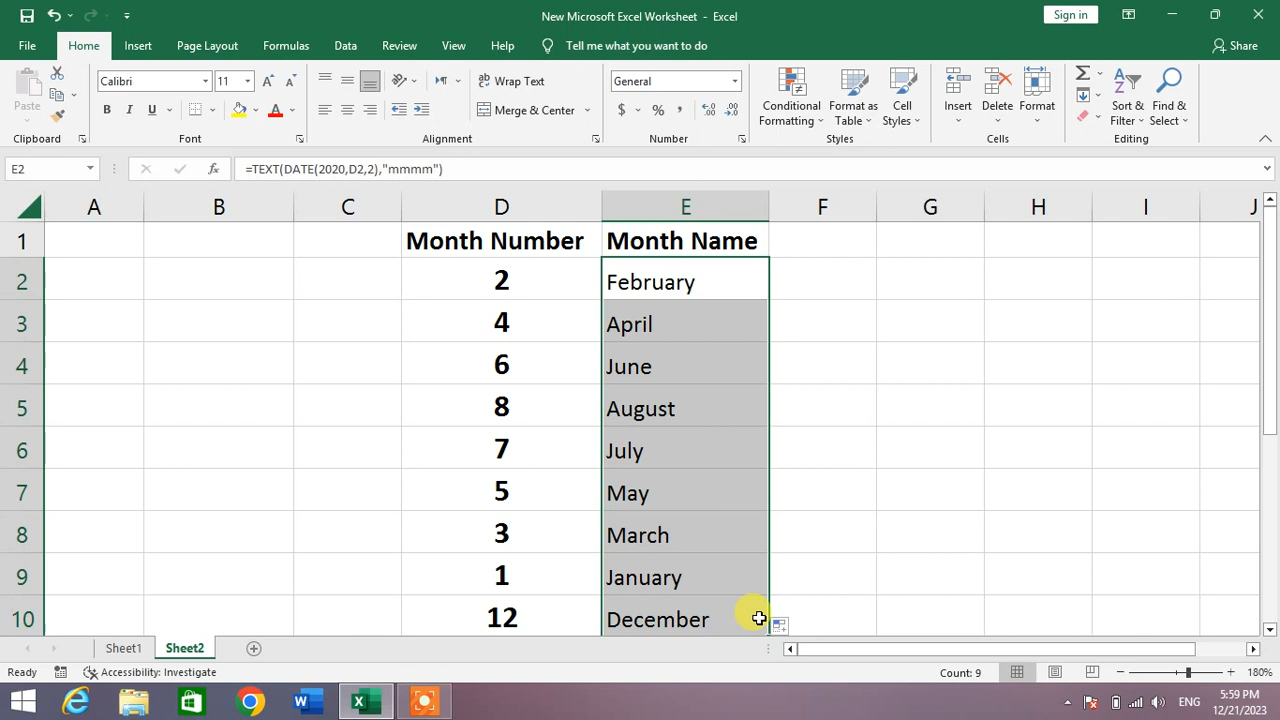 New Microsoft Excel Worksheet - Excel
Sign in
File Home Insert Page Layout Formulas Data Review View Help Tell me what you want to do Share
Paste
Calibri 11
B I U
Wrap Text
Merge & Center
General
$ % ,
Conditional Formatting
Format as Table
Cell Styles
Insert Delete Format
Sort & Filter
Find & Select
Clipboard Font Alignment Number Styles Cells Editing
E2 fx =TEXT(DATE(2020,D2,2),"mmmm")
A B C D E F G H I J
1 Month Number Month Name
2 2 February
3 4 April
4 6 June
5 8 August
6 7 July
7 5 May
8 3 March
9 1 January
10 12 December
Sheet1 Sheet2
Ready Accessibility: Investigate Count: 9 180%
ENG 5:59 PM
12/21/2023